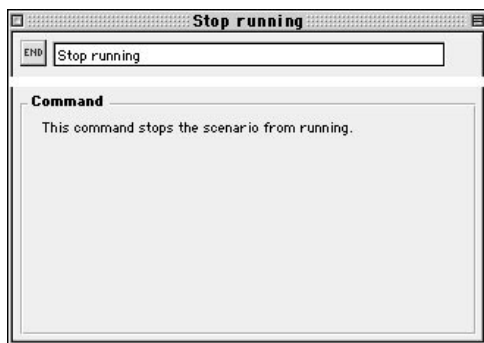 Stop running
END Stop running
Command
This command stops the scenario from running.